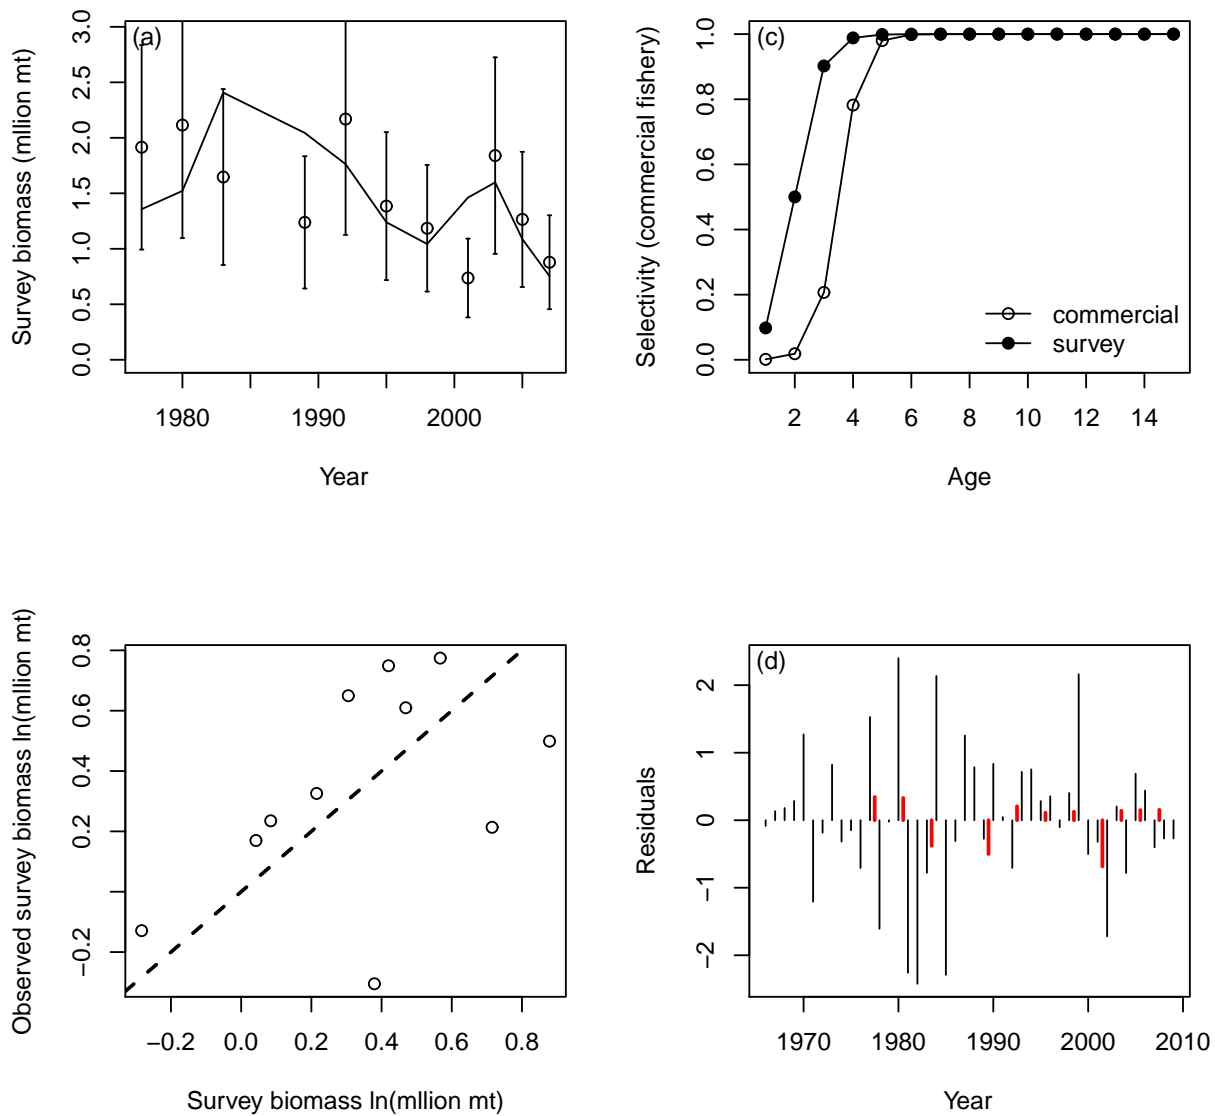 (a)
Survey biomass (mllion mt)
3.0
2.5
2.0
1.5
1.0
0.5
0.0
1980 1990 2000
Year
(c)
Selectivity (commercial fishery)
1.0
0.8
0.6
0.4
0.2
0.0
commercial
survey
2 4 6 8 10 12 14
Age
Observed survey biomass ln(mllion mt)
0.8
0.6
0.4
0.2
−0.2
−0.2 0.0 0.2 0.4 0.6 0.8
Survey biomass ln(mllion mt)
(d)
Residuals
2
1
0
−1
−2
1970 1980 1990 2000 2010
Year